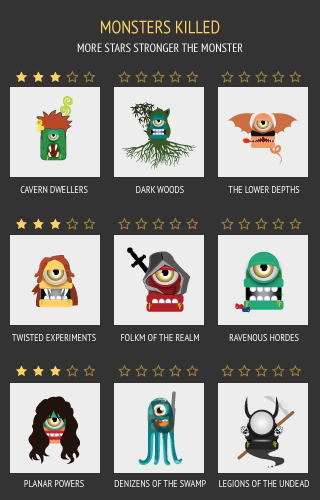 MONSTERS KILLED
MORE STARS STRONGER THE MONSTER
CAVERN DWELLERS
DARK WOODS
THE LOWER DEPTHS
TWISTED EXPERIMENTS
FOLKM OF THE REALM
RAVENOUS HORDES
PLANAR POWERS
DENIZENS OF THE SWAMP
LEGIONS OF THE UNDEAD